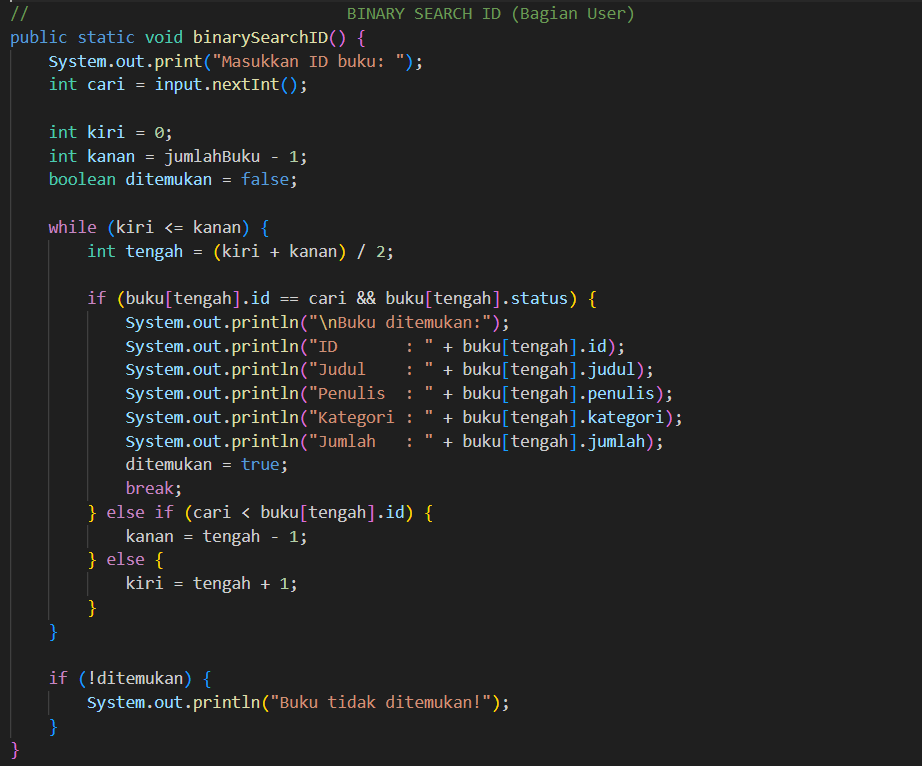 //                                 BINARY SEARCH ID (Bagian User)
public static void binarySearchID() {
    System.out.print("Masukkan ID buku: ");
    int cari = input.nextInt();

    int kiri = 0;
    int kanan = jumlahBuku - 1;
    boolean ditemukan = false;

    while (kiri <= kanan) {
        int tengah = (kiri + kanan) / 2;

        if (buku[tengah].id == cari && buku[tengah].status) {
            System.out.println("\nBuku ditemukan:");
            System.out.println("ID       : " + buku[tengah].id);
            System.out.println("Judul    : " + buku[tengah].judul);
            System.out.println("Penulis  : " + buku[tengah].penulis);
            System.out.println("Kategori : " + buku[tengah].kategori);
            System.out.println("Jumlah   : " + buku[tengah].jumlah);
            ditemukan = true;
            break;
        } else if (cari < buku[tengah].id) {
            kanan = tengah - 1;
        } else {
            kiri = tengah + 1;
        }
    }

    if (!ditemukan) {
        System.out.println("Buku tidak ditemukan!");
    }
}